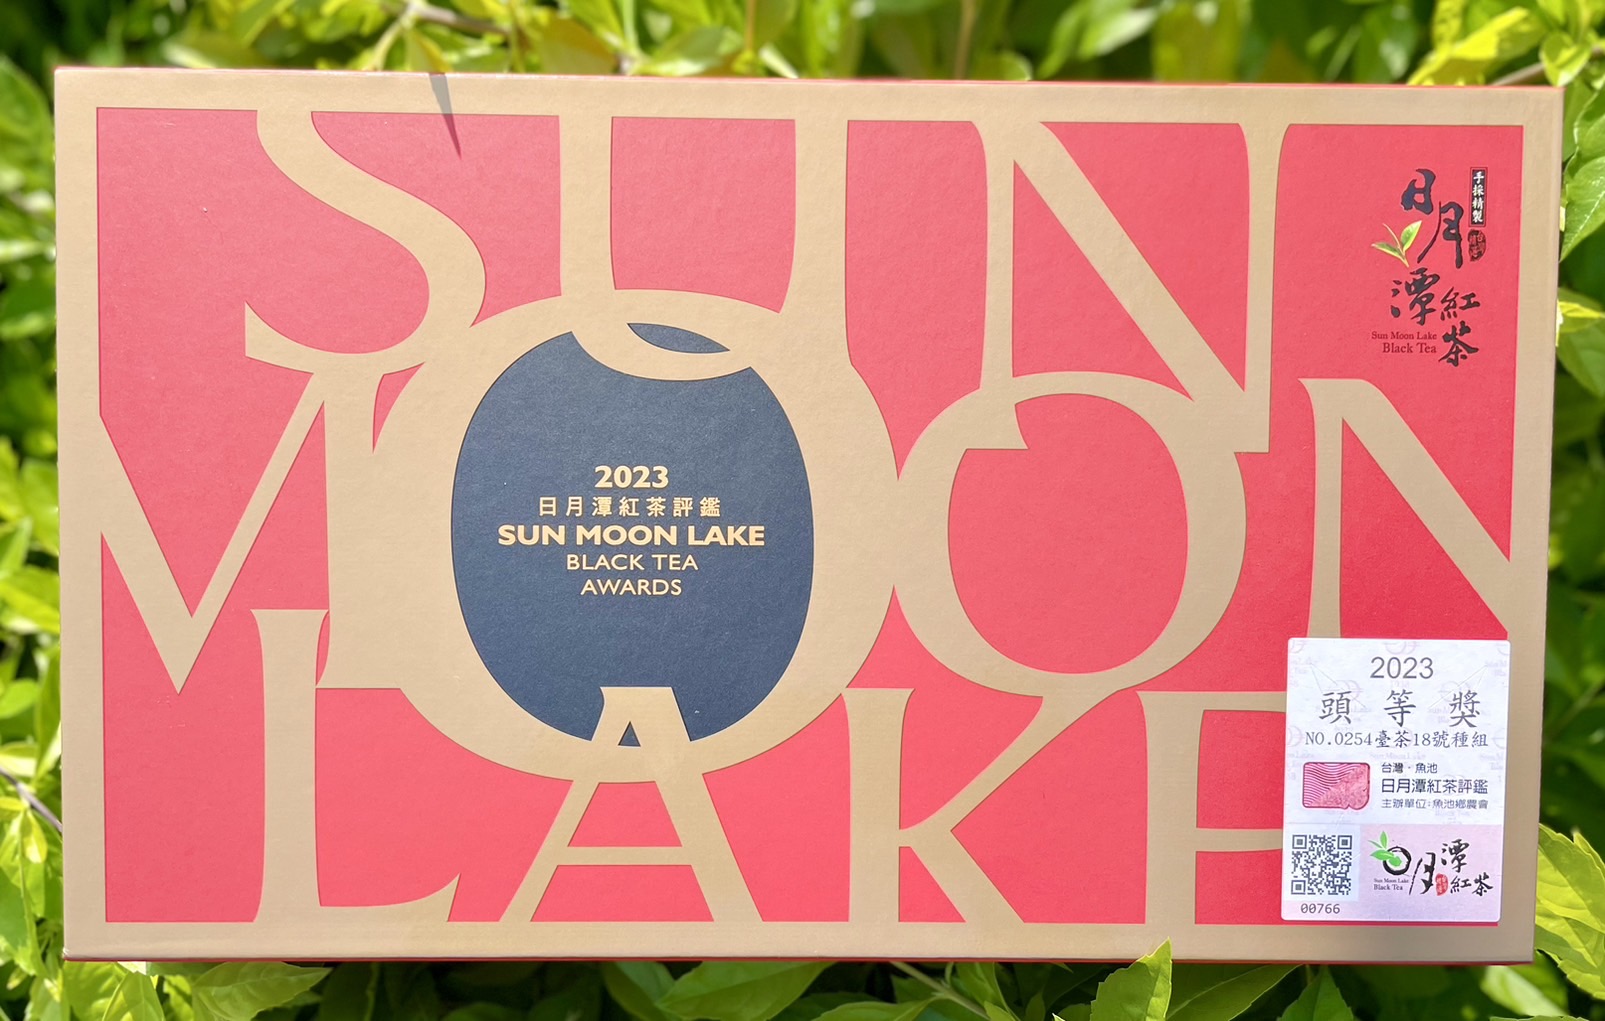 SUN
MOON
LAKE
2023
日月潭紅茶評鑑
SUN MOON LAKE
BLACK TEA
AWARDS
手採精製
日月潭紅茶
Sun Moon Lake
Black Tea
2023
頭等獎
NO.0254臺茶18號種組
台灣·魚池
日月潭紅茶評鑑
主辦單位:魚池鄉農會
日月潭紅茶
Sun Moon Lake
Black Tea
00766